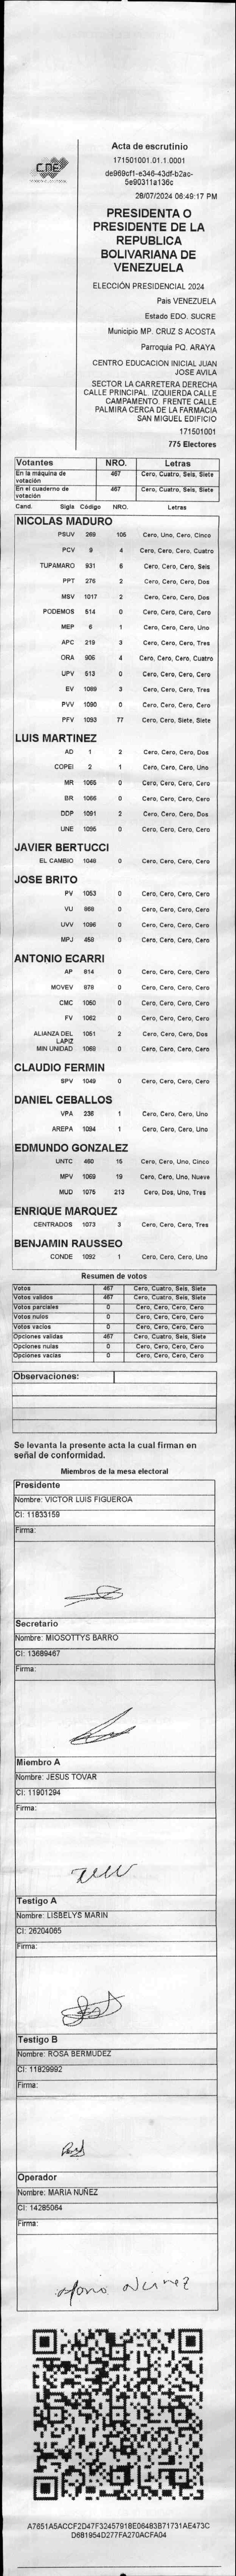 CNE
Acta de escrutinio
171501001.01.1.0001
de969cf1-e346-43df-b2ac-
5e90311a136c
28/07/2024 06:49:17 PM
PRESIDENTA O
PRESIDENTE DE LA
REPUBLICA
BOLIVARIANA DE
VENEZUELA
ELECCIÓN PRESIDENCIAL 2024
Pais VENEZUELA
Estado EDO. SUCRE
Municipio MP. CRUZ S ACOSTA
Parroquia PQ. ARAYA
CENTRO EDUCACION INICIAL JUAN
JOSE AVILA
SECTOR LA CARRETERA DERECHA
CALLE PRINCIPAL. IZQUIERDA CALLE
CAMPAMENTO. FRENTE CALLE
PALMIRA CERCA DE LA FARMACIA
SAN MIGUEL EDIFICIO
171501001
775 Electores
Votantes NRO. Letras
En la máquina de votación 467 Cero, Cuatro, Seis, Siete
En el cuaderno de votación 467 Cero, Cuatro, Seis, Siete
Cand. Sigla Código NRO. Letras
NICOLAS MADURO
PSUV 269 105 Cero, Uno, Cero, Cinco
PCV 9 4 Cero, Cero, Cero, Cuatro
TUPAMARO 931 6 Cero, Cero, Cero, Seis
PPT 276 2 Cero, Cero, Cero, Dos
MSV 1017 2 Cero, Cero, Cero, Dos
PODEMOS 514 0 Cero, Cero, Cero, Cero
MEP 6 1 Cero, Cero, Cero, Uno
APC 219 3 Cero, Cero, Cero, Tres
ORA 906 4 Cero, Cero, Cero, Cuatro
UPV 513 0 Cero, Cero, Cero, Cero
EV 1089 3 Cero, Cero, Cero, Tres
PVV 1090 0 Cero, Cero, Cero, Cero
PFV 1093 77 Cero, Cero, Siete, Siete
LUIS MARTINEZ
AD 1 2 Cero, Cero, Cero, Dos
COPEI 2 1 Cero, Cero, Cero, Uno
MR 1065 0 Cero, Cero, Cero, Cero
BR 1066 0 Cero, Cero, Cero, Cero
DDP 1091 2 Cero, Cero, Cero, Dos
UNE 1095 0 Cero, Cero, Cero, Cero
JAVIER BERTUCCI
EL CAMBIO 1048 0 Cero, Cero, Cero, Cero
JOSE BRITO
PV 1053 0 Cero, Cero, Cero, Cero
VU 868 0 Cero, Cero, Cero, Cero
UVV 1096 0 Cero, Cero, Cero, Cero
MPJ 458 0 Cero, Cero, Cero, Cero
ANTONIO ECARRI
AP 814 0 Cero, Cero, Cero, Cero
MOVEV 878 0 Cero, Cero, Cero, Cero
CMC 1050 0 Cero, Cero, Cero, Cero
FV 1062 0 Cero, Cero, Cero, Cero
ALIANZA DEL LAPIZ 1051 2 Cero, Cero, Cero, Dos
MIN UNIDAD 1068 0 Cero, Cero, Cero, Cero
CLAUDIO FERMIN
SPV 1049 0 Cero, Cero, Cero, Cero
DANIEL CEBALLOS
VPA 236 1 Cero, Cero, Cero, Uno
AREPA 1094 1 Cero, Cero, Cero, Uno
EDMUNDO GONZALEZ
UNTC 460 15 Cero, Cero, Uno, Cinco
MPV 1069 19 Cero, Cero, Uno, Nueve
MUD 1075 213 Cero, Dos, Uno, Tres
ENRIQUE MARQUEZ
CENTRADOS 1073 3 Cero, Cero, Cero, Tres
BENJAMIN RAUSSEO
CONDE 1092 1 Cero, Cero, Cero, Uno
Resumen de votos
Votos 467 Cero, Cuatro, Seis, Siete
Votos validos 467 Cero, Cuatro, Seis, Siete
Votos parciales 0 Cero, Cero, Cero, Cero
Votos nulos 0 Cero, Cero, Cero, Cero
Votos vacios 0 Cero, Cero, Cero, Cero
Opciones validas 467 Cero, Cuatro, Seis, Siete
Opciones nulas 0 Cero, Cero, Cero, Cero
Opciones vacias 0 Cero, Cero, Cero, Cero
Observaciones:
Se levanta la presente acta la cual firman en
señal de conformidad.
Miembros de la mesa electoral
Presidente
Nombre: VICTOR LUIS FIGUEROA
CI: 11833159
Firma:
Secretario
Nombre: MIOSOTTYS BARRO
CI: 13689467
Firma:
Miembro A
Nombre: JESUS TOVAR
CI: 11901294
Firma:
Testigo A
Nombre: LISBELYS MARIN
CI: 26204065
Firma:
Testigo B
Nombre: ROSA BERMUDEZ
CI: 11829992
Firma:
Operador
Nombre: MARIA NUÑEZ
CI: 14285064
Firma:
A7651A5ACCF2D47F32457918E06483B71731AE473C
D681954D277FA270ACFA04